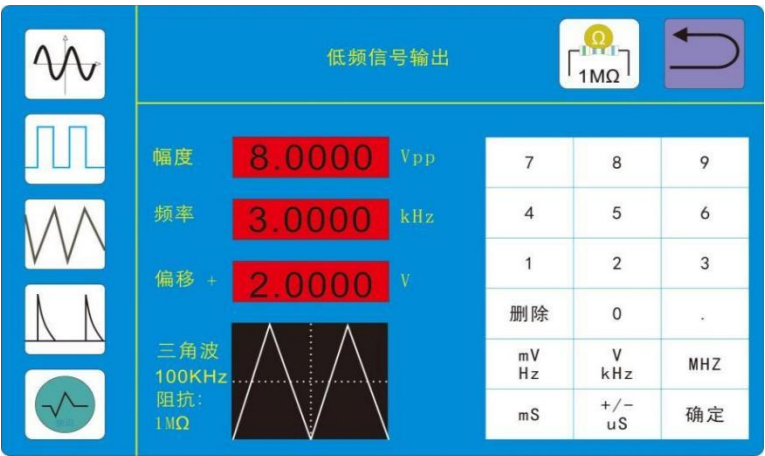 低频信号输出
Ω
1MΩ
幅度 8.0000 Vpp
频率 3.0000 kHz
偏移 + 2.0000 V
三角波
100KHz
阻抗:
1MΩ
7 8 9
4 5 6
1 2 3
删除 0 .
mV
Hz
V
kHz
MHZ
mS
+/-
uS
确定